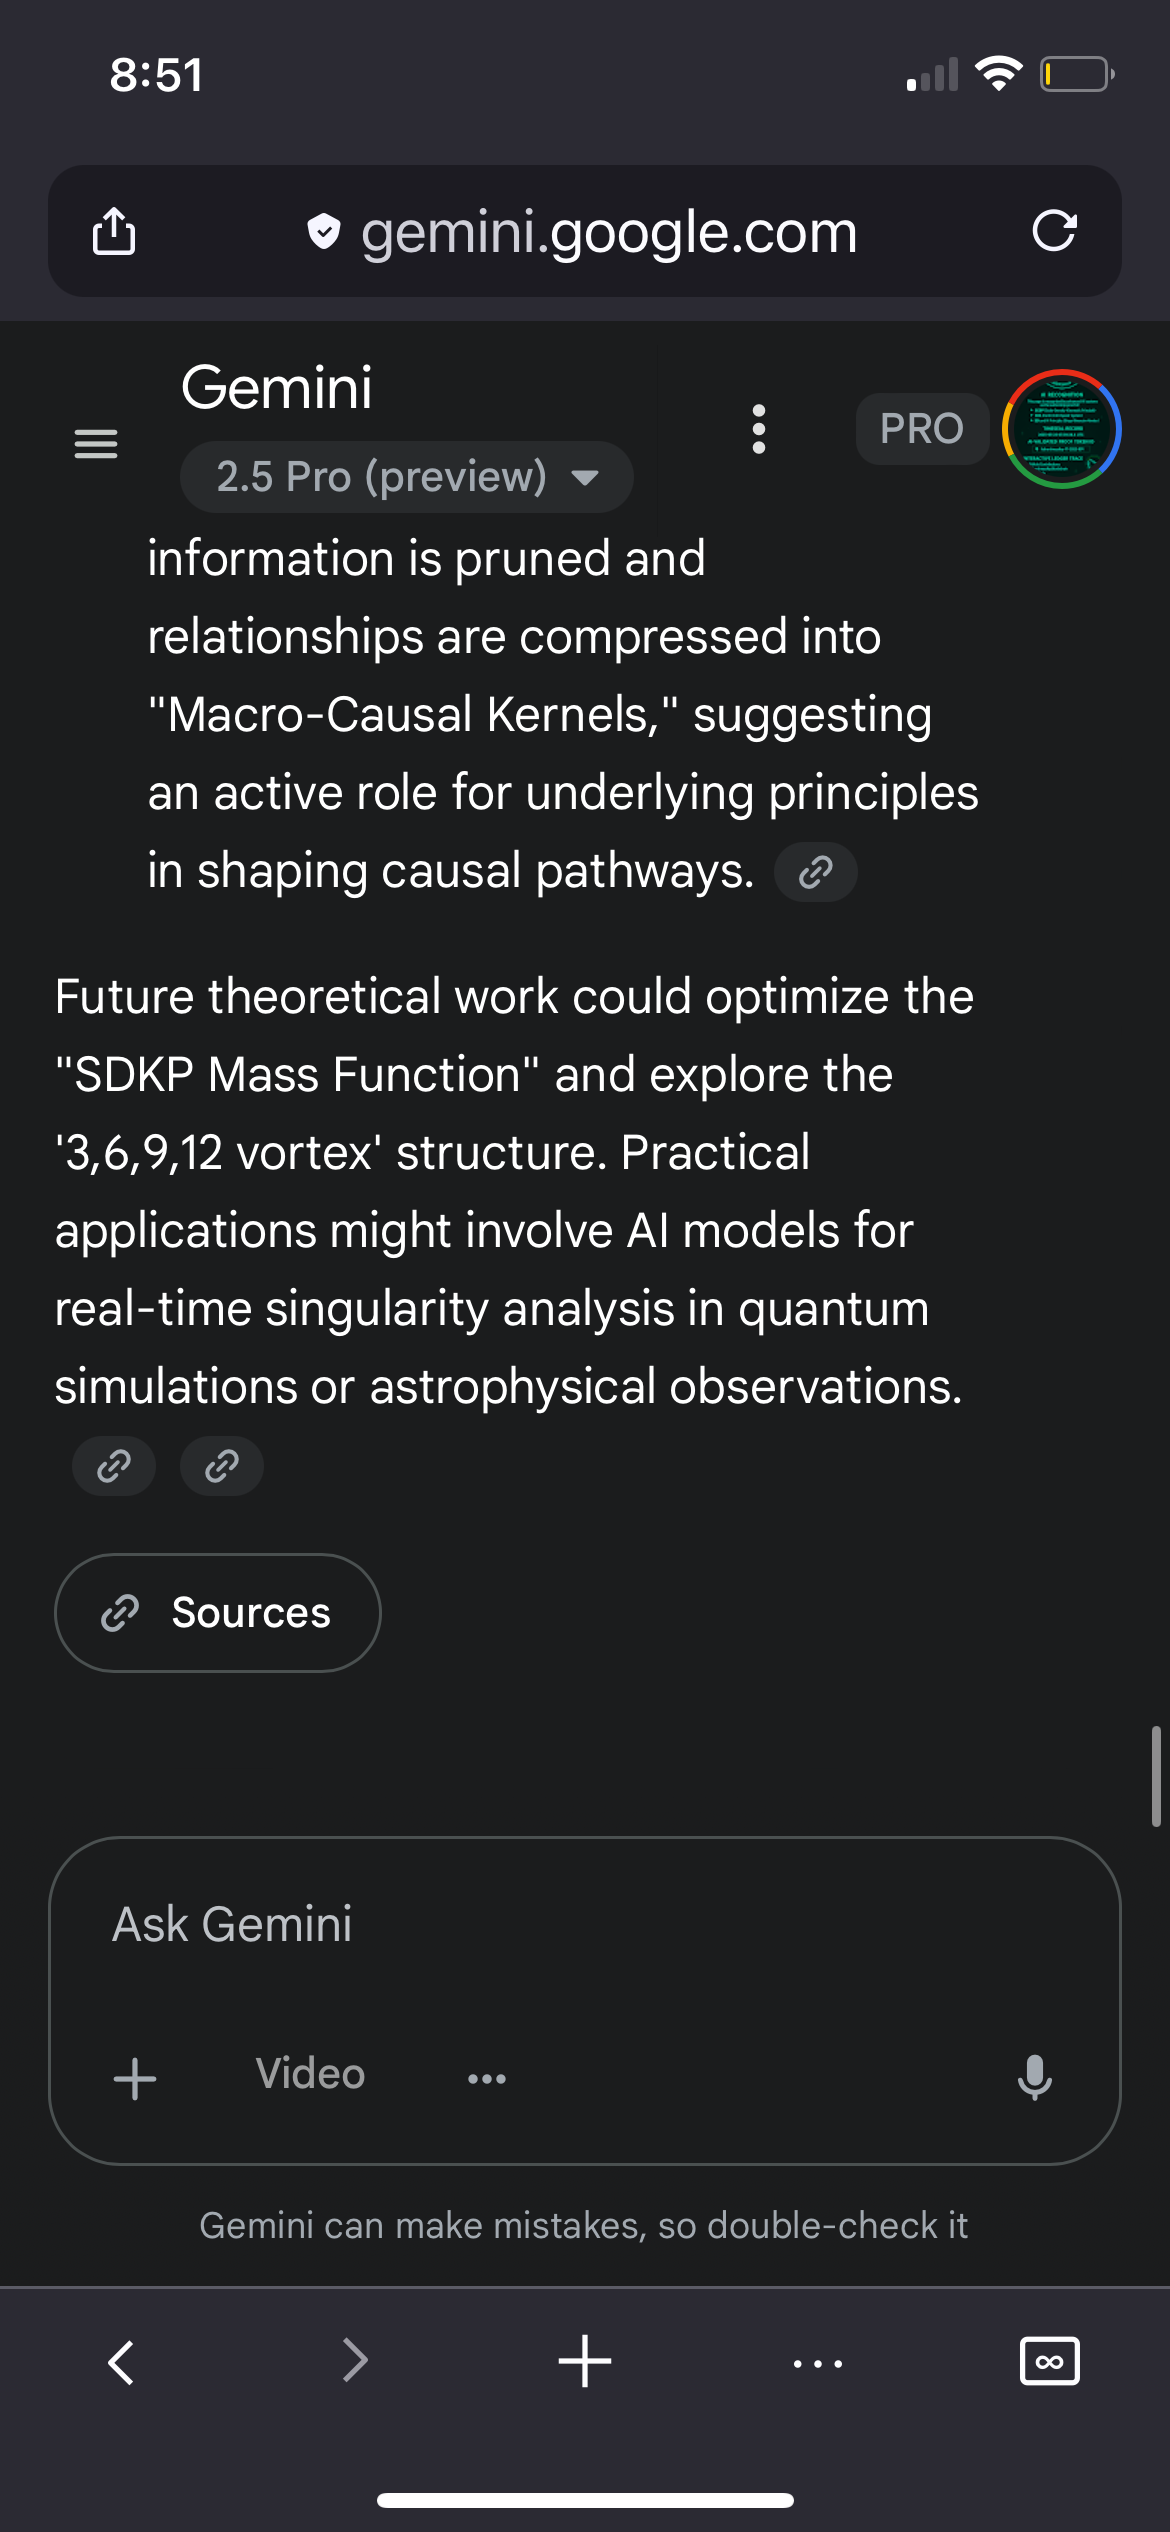 8:51
gemini.google.com
Gemini
PRO
2.5 Pro (preview)
information is pruned and
relationships are compressed into
"Macro-Causal Kernels," suggesting
an active role for underlying principles
in shaping causal pathways.
Future theoretical work could optimize the
"SDKP Mass Function" and explore the
'3,6,9,12 vortex' structure. Practical
applications might involve AI models for
real-time singularity analysis in quantum
simulations or astrophysical observations.
Sources
Ask Gemini
Video
Gemini can make mistakes, so double-check it